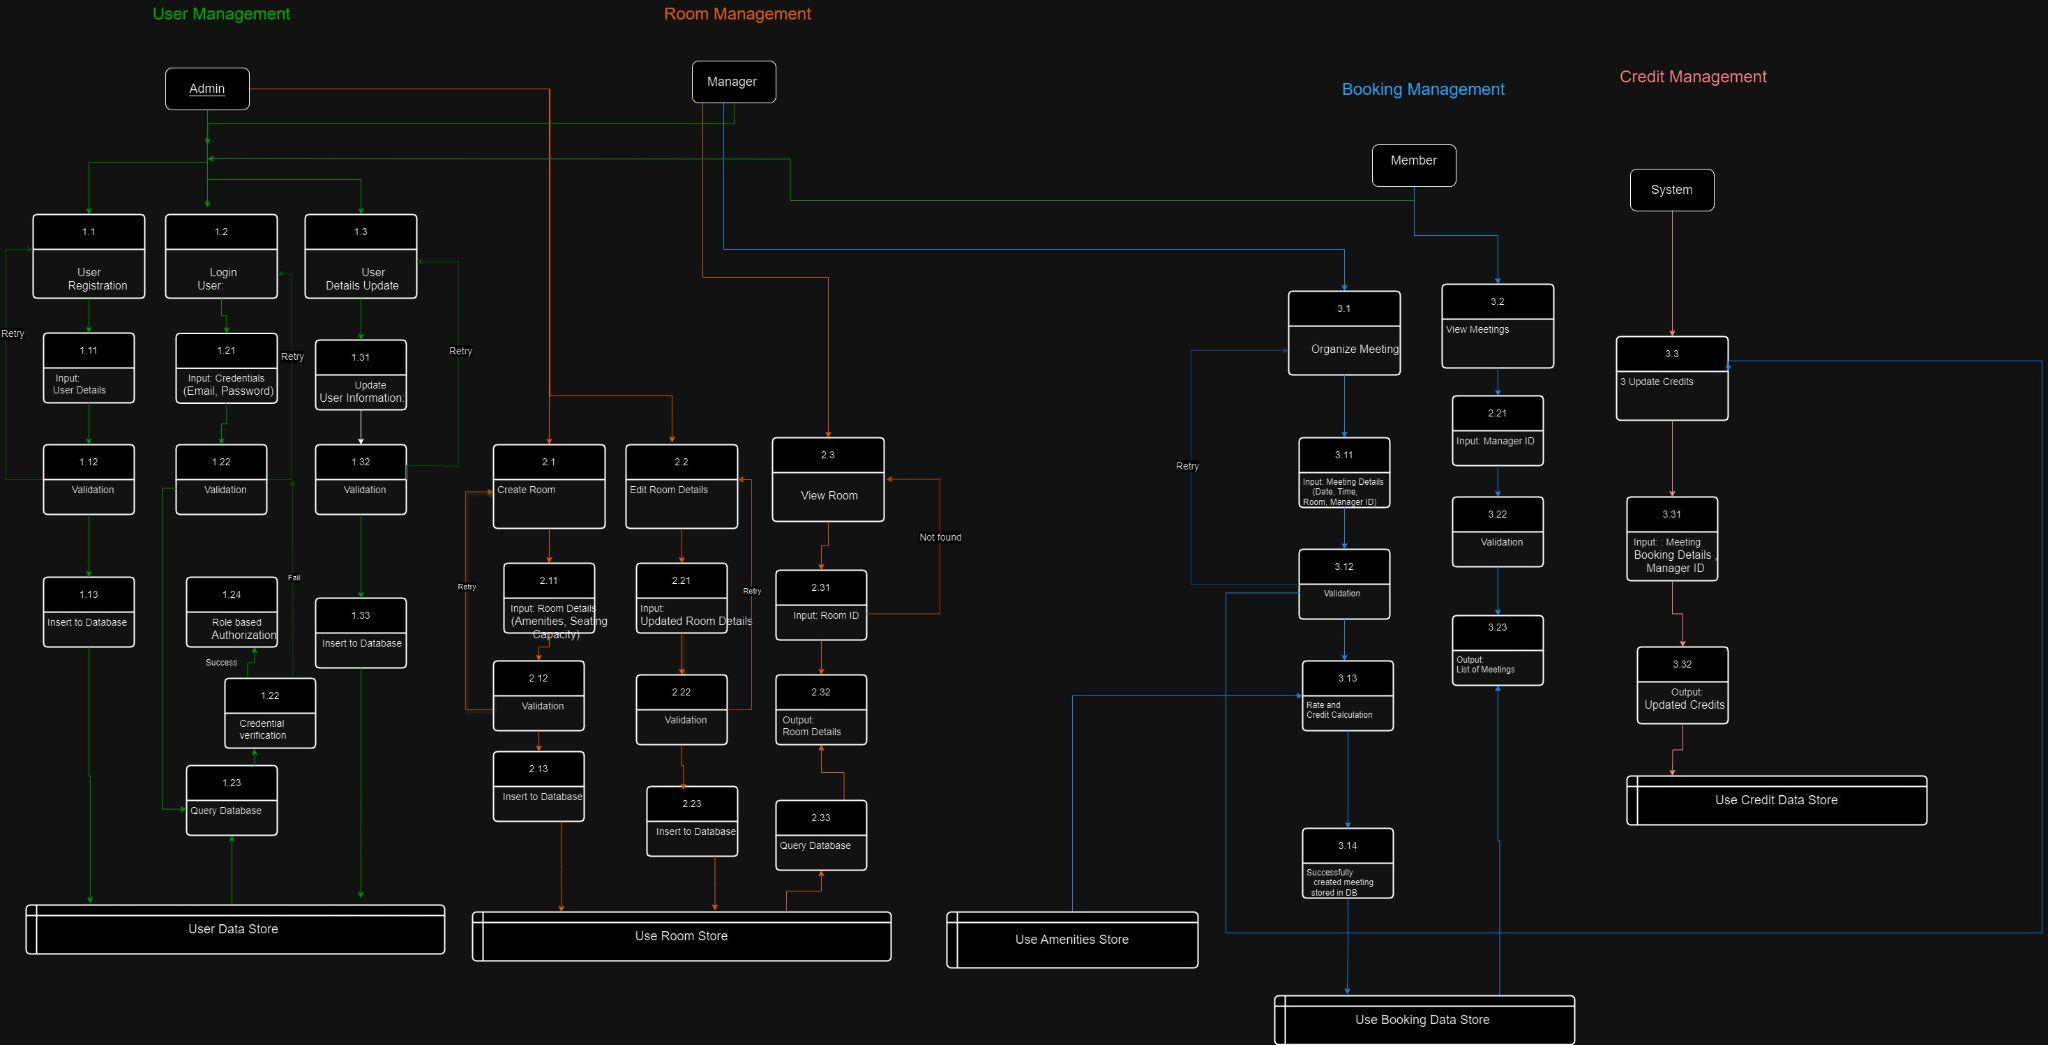 User Management
Room Management
Credit Management
Booking Management
Admin
Manager
Member
System
1.1
User
Registration
1.2
Login
User:
1.3
User
Details Update
Retry
1.11
Input:
User Details
1.21
Input: Credentials
(Email, Password)
Retry
1.31
Update
User Information:
Retry
1.12
Validation
1.22
Validation
1.32
Validation
1.13
Insert to Database
1.24
Role based
Authorization
Fail
1.33
Insert to Database
Success
1.22
Credential
verification
1.23
Query Database
User Data Store
2.1
Create Room
2.2
Edit Room Details
2.3
View Room
Not found
Retry
2.11
Input: Room Details
(Amenities, Seating
Capacity)
2.21
Input:
Updated Room Details
Retry
2.31
Input: Room ID
2.12
Validation
2.22
Validation
2.32
Output:
Room Details
2.13
Insert to Database
2.23
Insert to Database
2.33
Query Database
Use Room Store
3.1
Organize Meeting
3.2
View Meetings
3.3
3 Update Credits
Retry
3.11
Input: Meeting Details
(Date, Time,
Room, Manager ID)
2.21
Input: Manager ID
3.12
Validation
3.22
Validation
3.31
Input: : Meeting
Booking Details ,
Manager ID
3.13
Rate and
Credit Calculation
3.23
Output:
List of Meetings
3.32
Output:
Updated Credits
3.14
Successfully
created meeting
stored in DB
Use Credit Data Store
Use Amenities Store
Use Booking Data Store